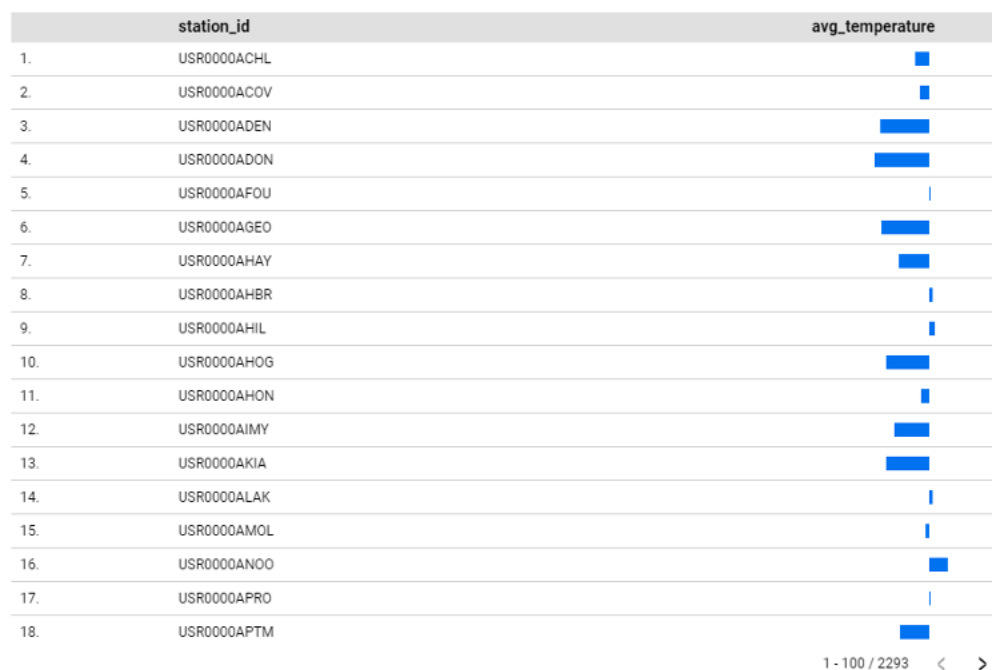 station_id avg_temperature
1. USR0000ACHL
2. USR0000ACOV
3. USR0000ADEN
4. USR0000ADON
5. USR0000AFOU
6. USR0000AGEO
7. USR0000AHAY
8. USR0000AHBR
9. USR0000AHIL
10. USR0000AHOG
11. USR0000AHON
12. USR0000AIMY
13. USR0000AKIA
14. USR0000ALAK
15. USR0000AMOL
16. USR0000ANOO
17. USR0000APRO
18. USR0000APTM
1 - 100 / 2293